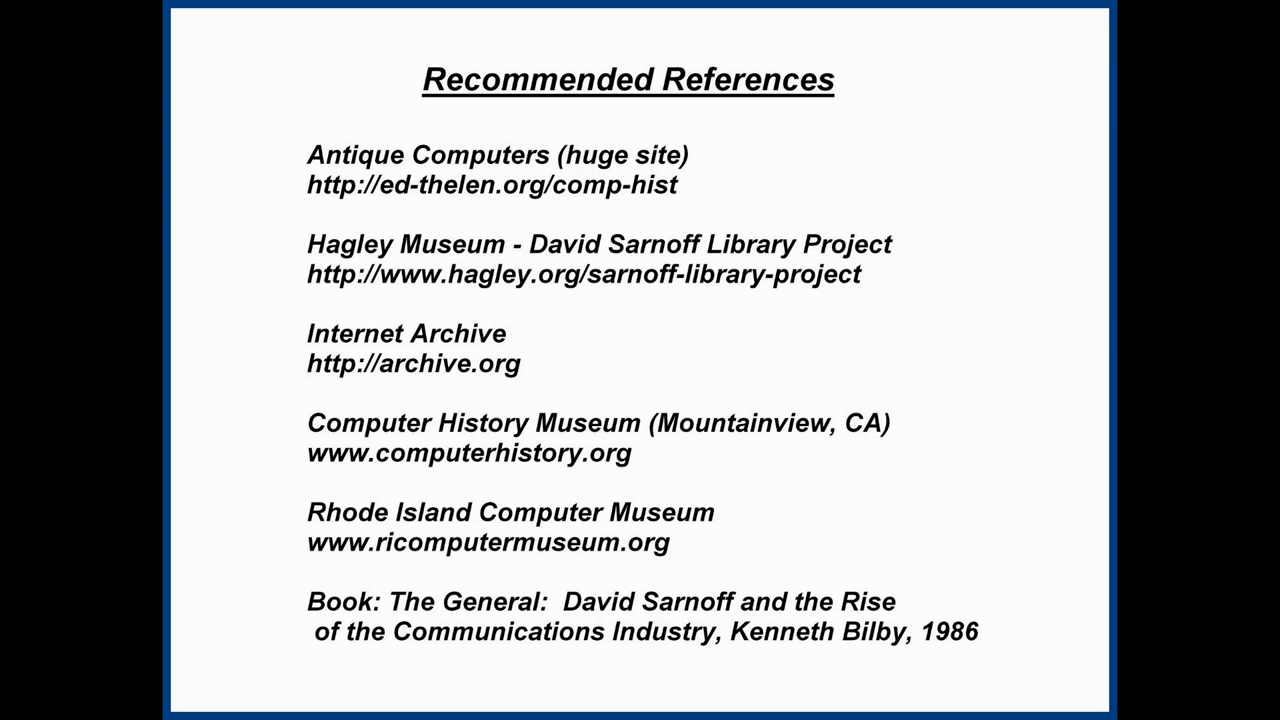 Recommended References
Antique Computers (huge site)
http://ed-thelen.org/comp-hist
Hagley Museum - David Sarnoff Library Project
http://www.hagley.org/sarnoff-library-project
Internet Archive
http://archive.org
Computer History Museum (Mountainview, CA)
www.computerhistory.org
Rhode Island Computer Museum
www.ricomputermuseum.org
Book: The General:  David Sarnoff and the Rise
of the Communications Industry, Kenneth Bilby, 1986